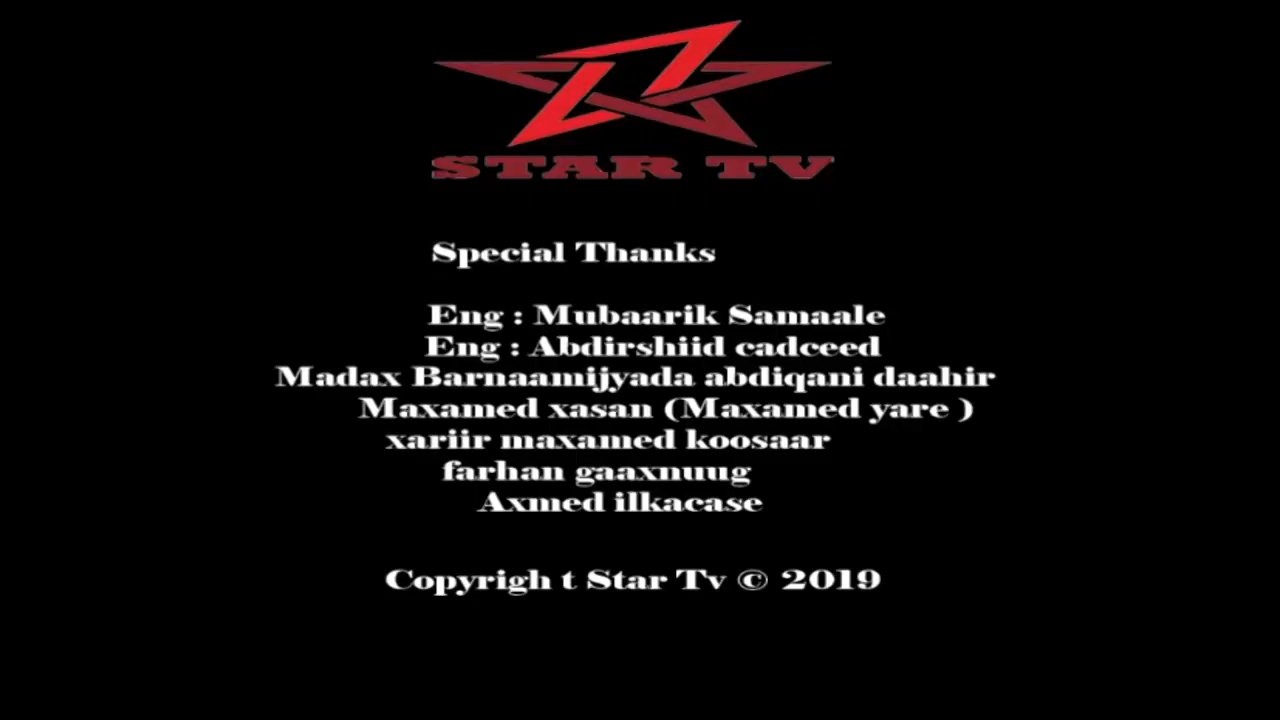 STAR TV
Special Thanks
Eng : Mubaarik Samaale
Eng : Abdirshiid cadceed
Madax Barnaamijyada abdiqani daahir
Maxamed xasan (Maxamed yare )
xariir maxamed koosaar
farhan gaaxnuug
Axmed ilkacase
Copyrigh t Star Tv © 2019